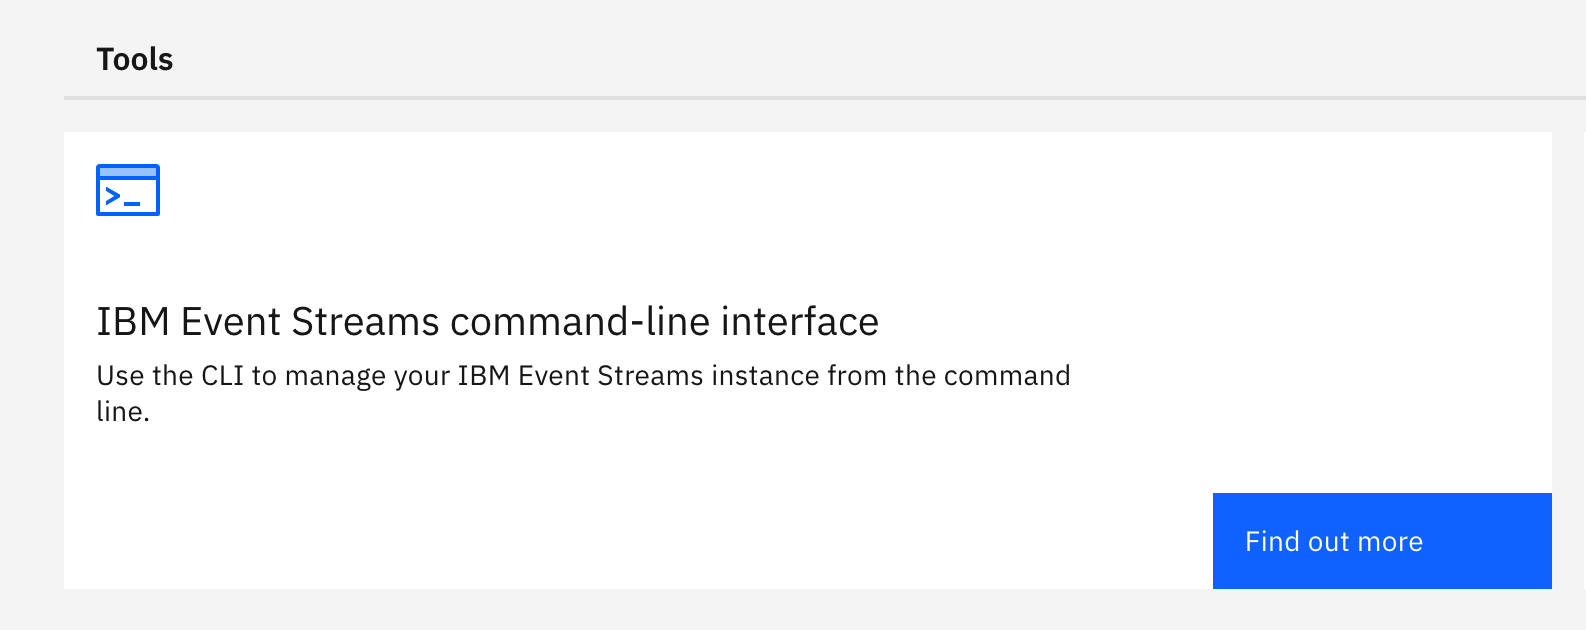 Tools
>_
IBM Event Streams command-line interface
Use the CLI to manage your IBM Event Streams instance from the command
line.
Find out more